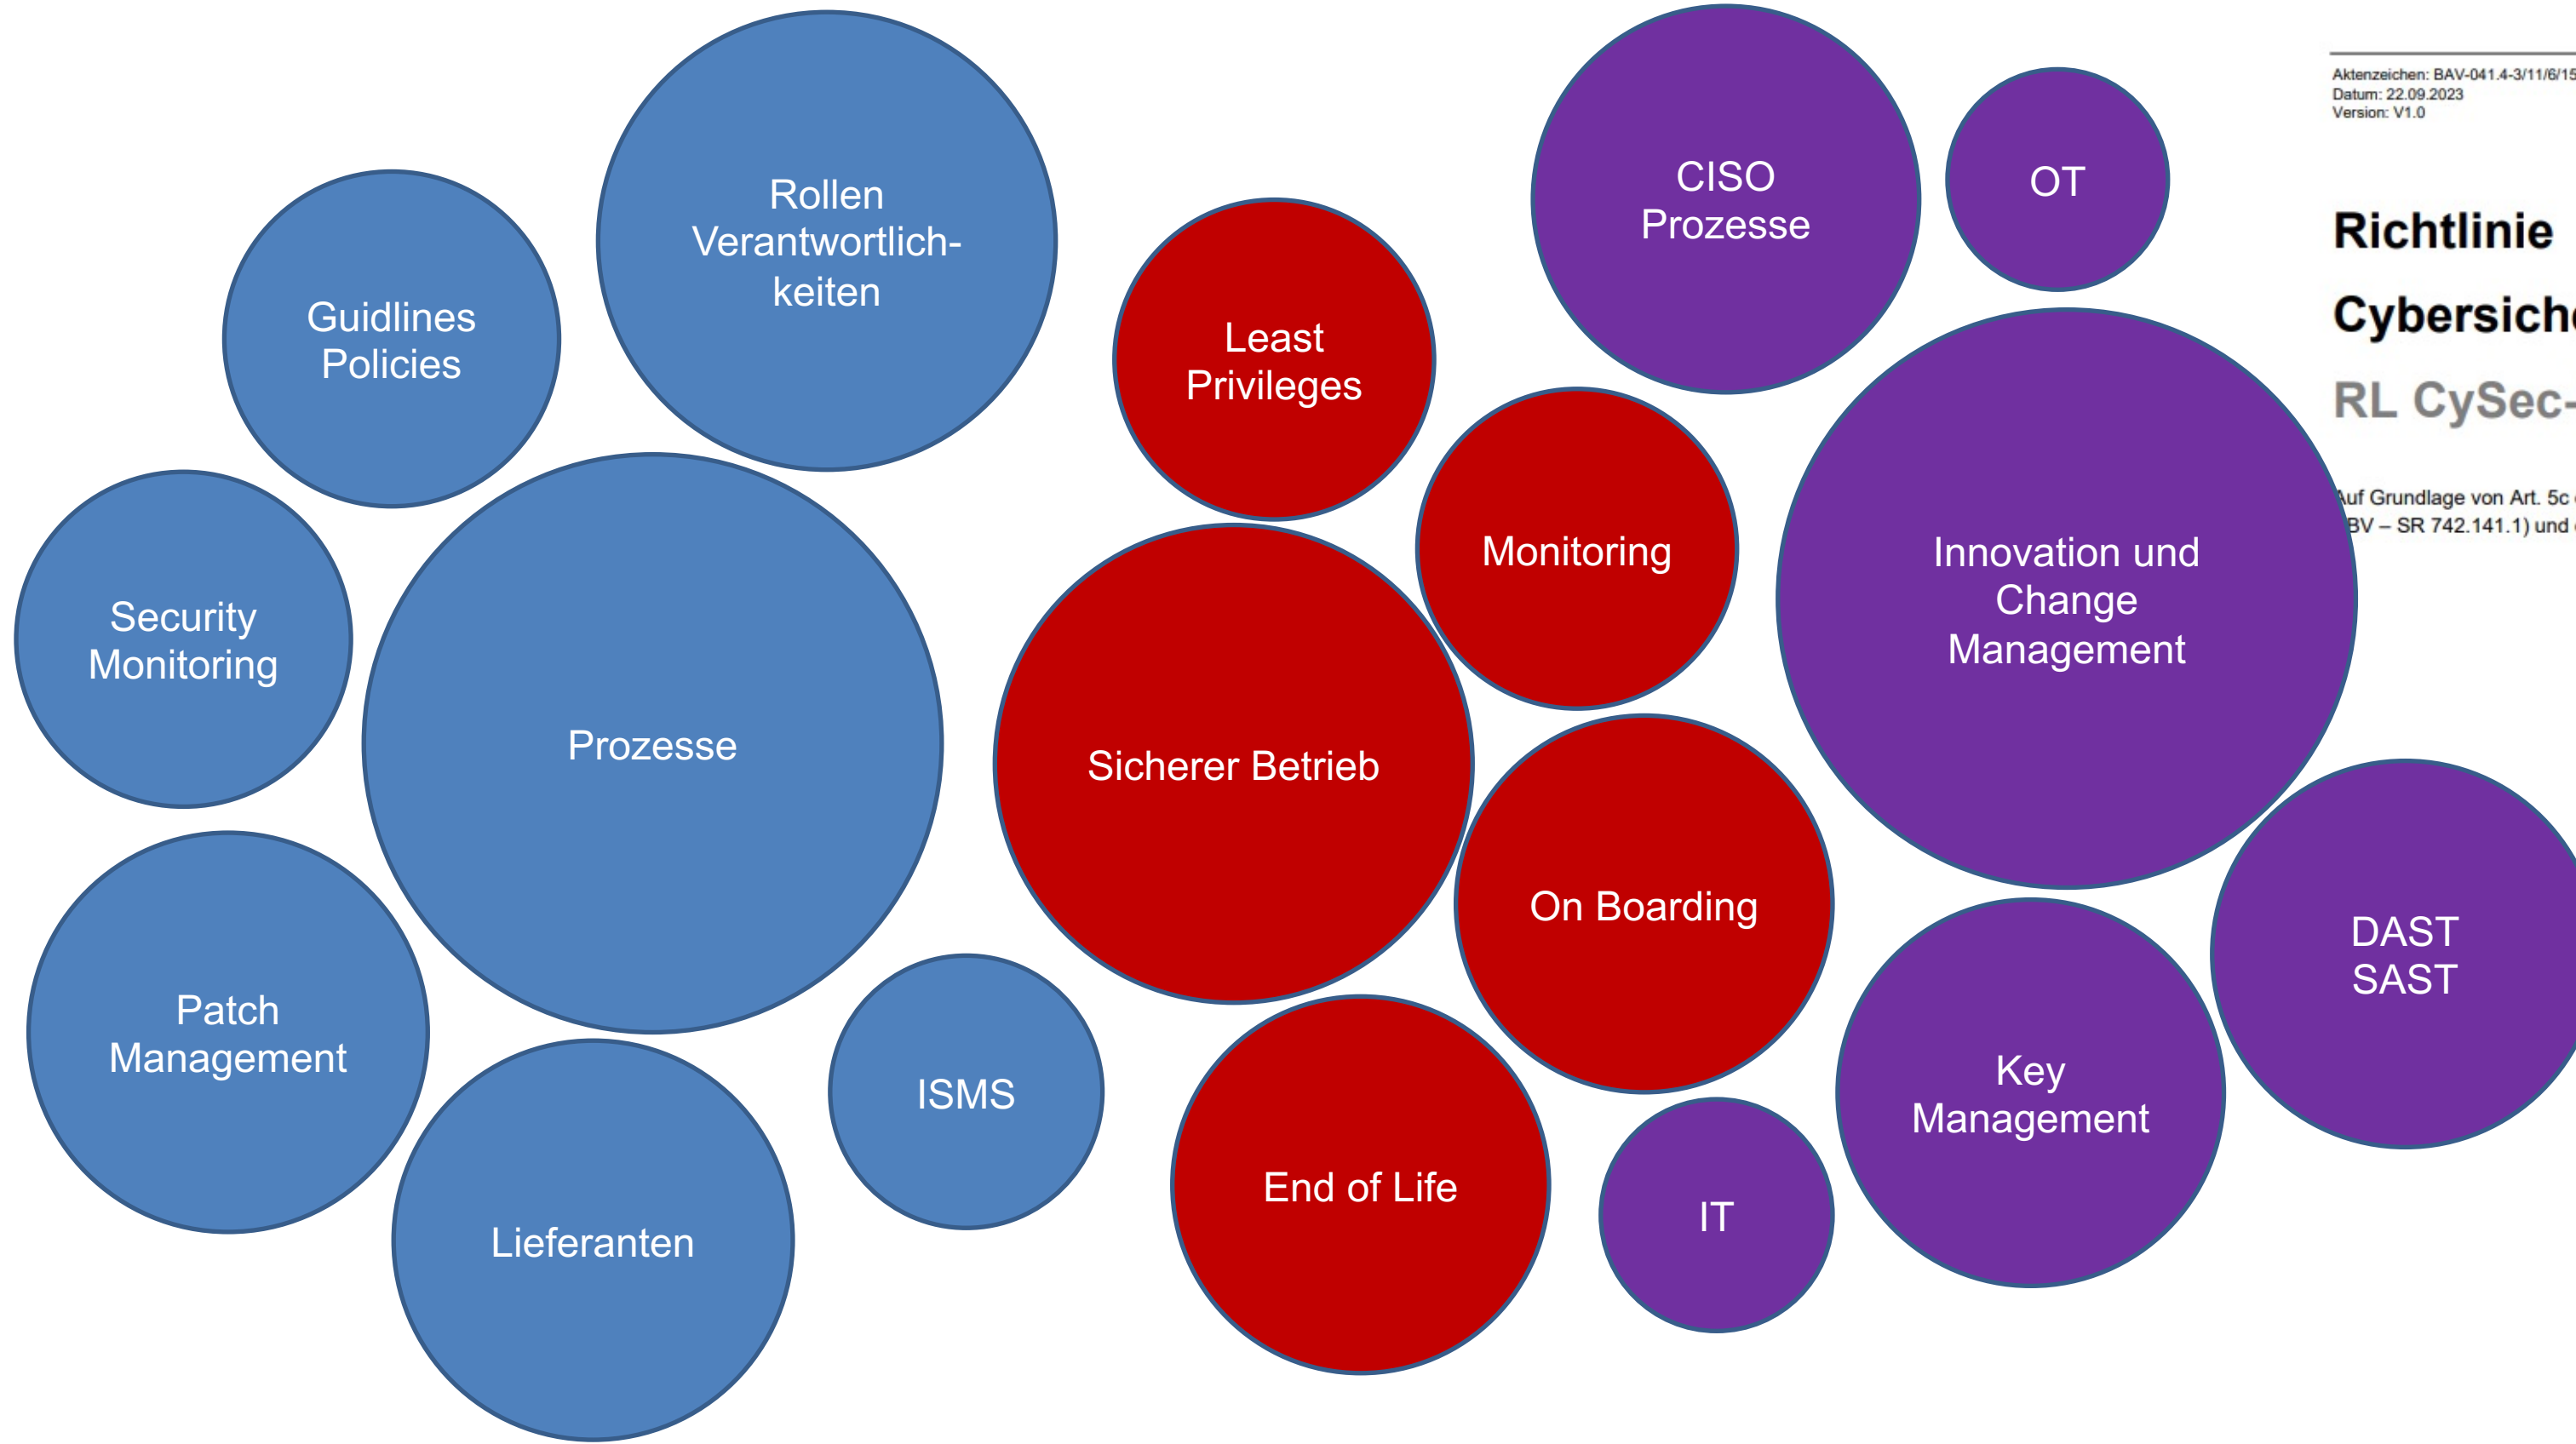 Rollen
Verantwortlich-
keiten
Guidlines
Policies
Security
Monitoring
Prozesse
Patch
Management
Lieferanten
ISMS
Least
Privileges
Monitoring
Sicherer Betrieb
On Boarding
End of Life
CISO
Prozesse
OT
Innovation und
Change
Management
DAST
SAST
Key
Management
IT
Aktenzeichen: BAV-041.4-3/11/6/15
Datum: 22.09.2023
Version: V1.0
Richtlinie
RL CySec-
Auf Grundlage von Art. 5c
– SR 742.141.1) und